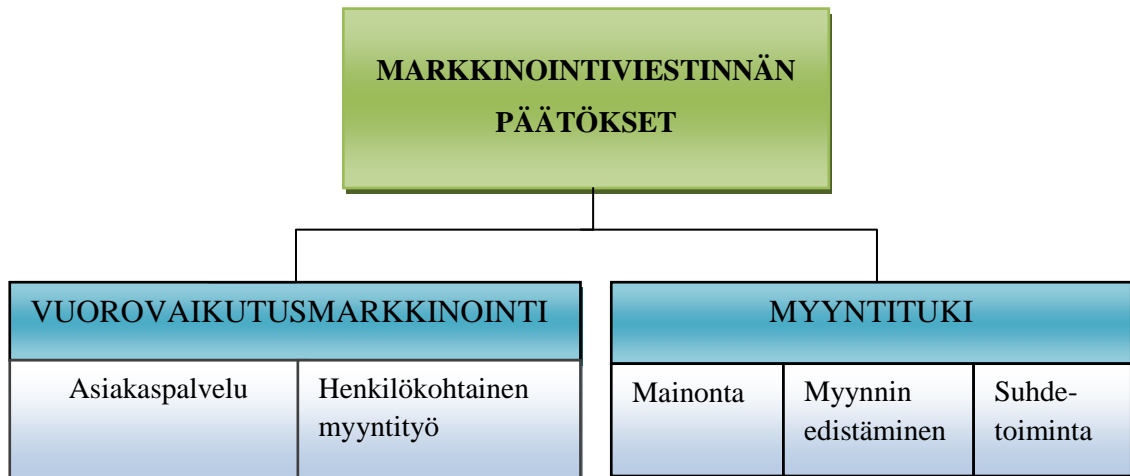 MARKKINOINTIVIESTINNÄN
PÄÄTÖKSET
VUOROVAIKUTUSMARKKINOINTI
Asiakaspalvelu
Henkilökohtainen
myyntityö
MYYNTITUKI
Mainonta
Myynnin
edistäminen
Suhde-
toiminta